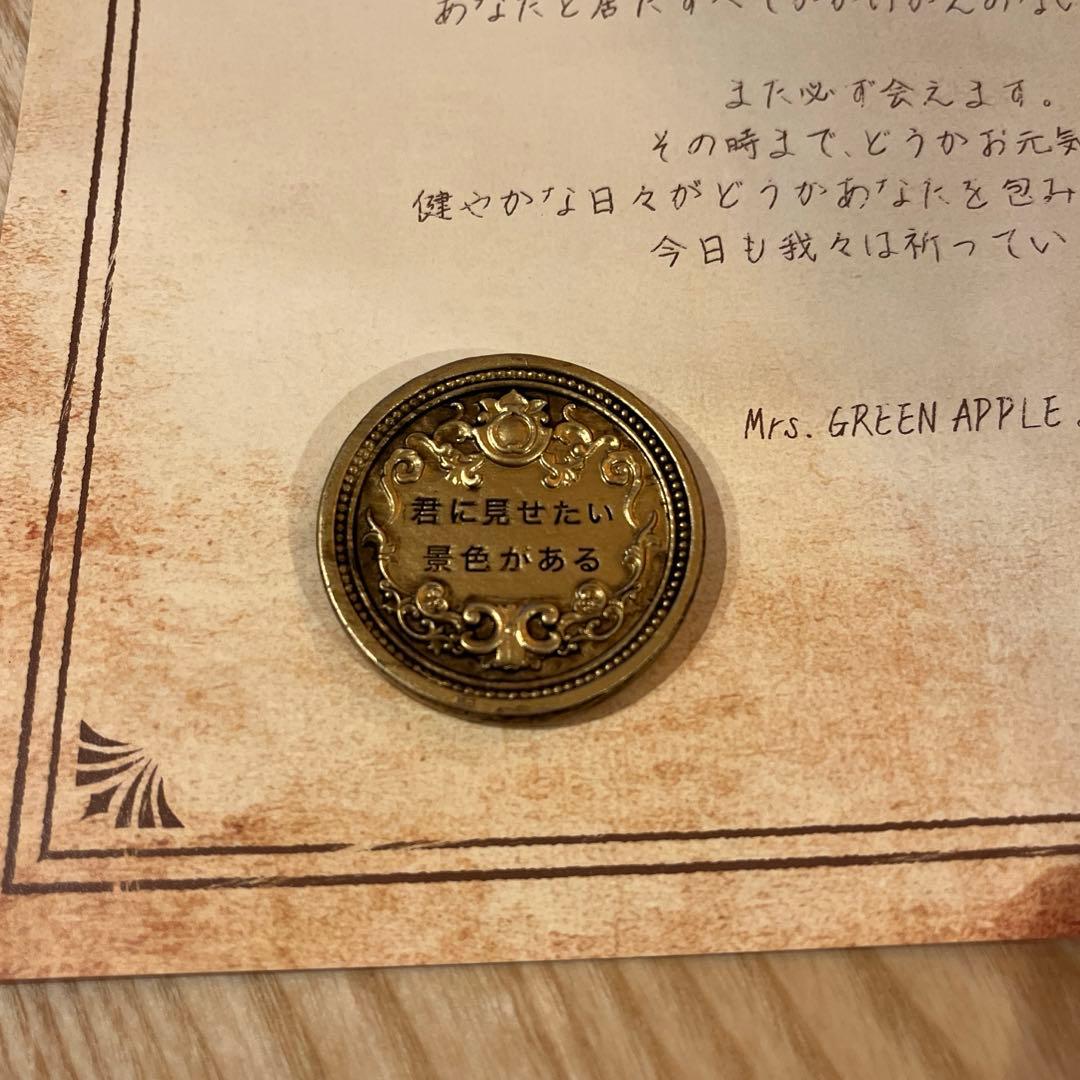 また必ず会えます。
その時まで、どうかお元気
健やかな日々がどうかあなたを包み
今日も我々は祈ってい
Mrs. GREEN APPLE
君に見せたい
景色がある